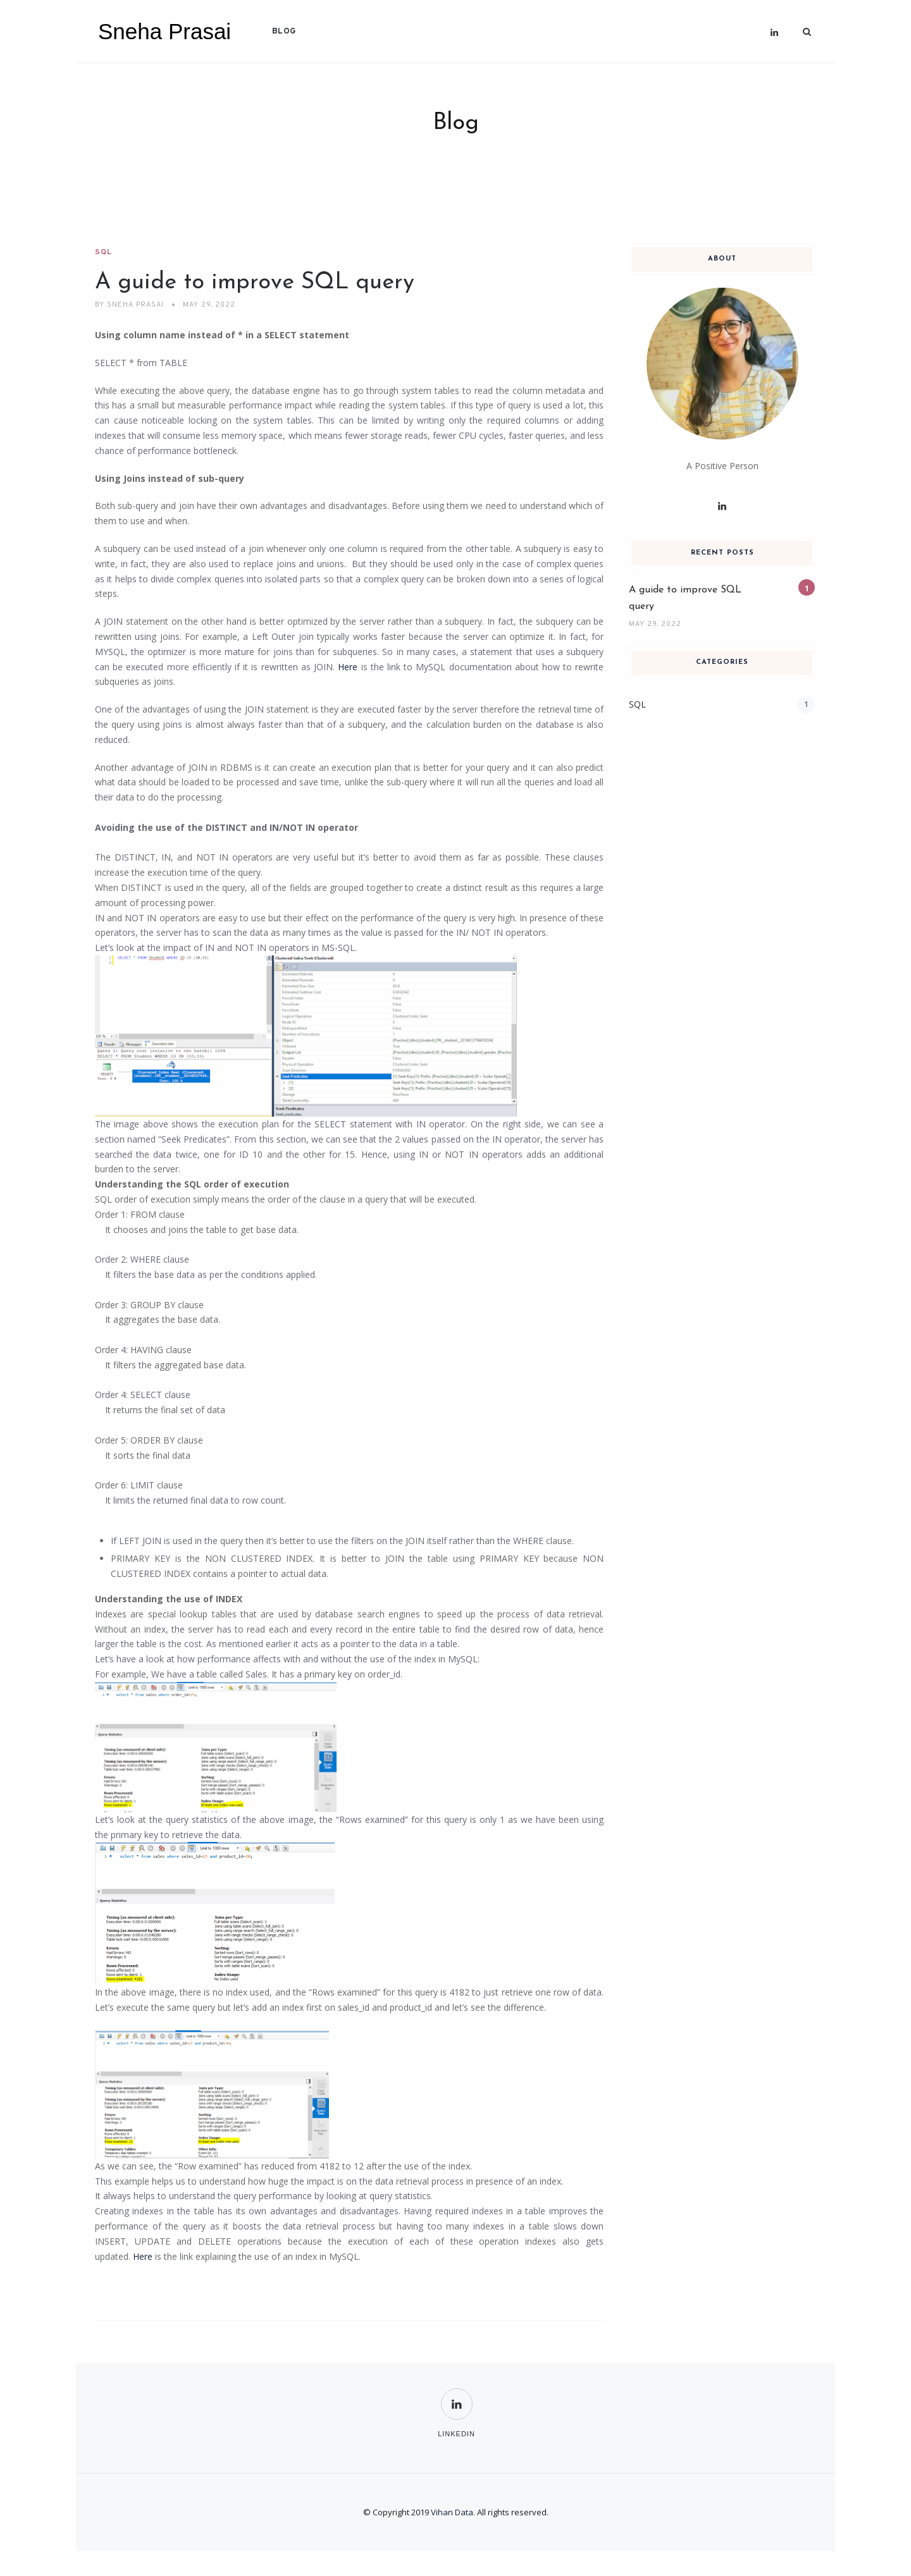 Sneha Prasai
BLOG
in
Blog
SQL
A guide to improve SQL query
BY SNEHA PRASAI • MAY 29, 2022
Using column name instead of * in a SELECT statement
SELECT * from TABLE
While executing the above query, the database engine has to go through system tables to read the column metadata and
this has a small but measurable performance impact while reading the system tables. If this type of query is used a lot, this
can cause noticeable locking on the system tables. This can be limited by writing only the required columns or adding
indexes that will consume less memory space, which means fewer storage reads, fewer CPU cycles, faster queries, and less
chance of performance bottleneck.
Using Joins instead of sub-query
Both sub-query and join have their own advantages and disadvantages. Before using them we need to understand which of
them to use and when.
A subquery can be used instead of a join whenever only one column is required from the other table. A subquery is easy to
write, in fact, they are also used to replace joins and unions.  But they should be used only in the case of complex queries
as it helps to divide complex queries into isolated parts so that a complex query can be broken down into a series of logical
steps.
A JOIN statement on the other hand is better optimized by the server rather than a subquery. In fact, the subquery can be
rewritten using joins. For example, a Left Outer join typically works faster because the server can optimize it. In fact, for
MYSQL, the optimizer is more mature for joins than for subqueries. So in many cases, a statement that uses a subquery
can be executed more efficiently if it is rewritten as JOIN. Here is the link to MySQL documentation about how to rewrite
subqueries as joins.
One of the advantages of using the JOIN statement is they are executed faster by the server therefore the retrieval time of
the query using joins is almost always faster than that of a subquery, and the calculation burden on the database is also
reduced.
Another advantage of JOIN in RDBMS is it can create an execution plan that is better for your query and it can also predict
what data should be loaded to be processed and save time, unlike the sub-query where it will run all the queries and load all
their data to do the processing.
Avoiding the use of the DISTINCT and IN/NOT IN operator
The DISTINCT, IN, and NOT IN operators are very useful but it's better to avoid them as far as possible. These clauses
increase the execution time of the query.
When DISTINCT is used in the query, all of the fields are grouped together to create a distinct result as this requires a large
amount of processing power.
IN and NOT IN operators are easy to use but their effect on the performance of the query is very high. In presence of these
operators, the server has to scan the data as many times as the value is passed for the IN/ NOT IN operators.
Let's look at the impact of IN and NOT IN operators in MS-SQL.
The image above shows the execution plan for the SELECT statement with IN operator. On the right side, we can see a
section named “Seek Predicates”. From this section, we can see that the 2 values passed on the IN operator, the server has
searched the data twice, one for ID 10 and the other for 15. Hence, using IN or NOT IN operators adds an additional
burden to the server.
Understanding the SQL order of execution
SQL order of execution simply means the order of the clause in a query that will be executed.
Order 1: FROM clause
It chooses and joins the table to get base data.
Order 2: WHERE clause
It filters the base data as per the conditions applied.
Order 3: GROUP BY clause
It aggregates the base data.
Order 4: HAVING clause
It filters the aggregated base data.
Order 4: SELECT clause
It returns the final set of data
Order 5: ORDER BY clause
It sorts the final data
Order 6: LIMIT clause
It limits the returned final data to row count.
• If LEFT JOIN is used in the query then it's better to use the filters on the JOIN itself rather than the WHERE clause.
• PRIMARY KEY is the NON CLUSTERED INDEX. It is better to JOIN the table using PRIMARY KEY because NON
CLUSTERED INDEX contains a pointer to actual data.
Understanding the use of INDEX
Indexes are special lookup tables that are used by database search engines to speed up the process of data retrieval.
Without an index, the server has to read each and every record in the entire table to find the desired row of data, hence
larger the table is the cost. As mentioned earlier it acts as a pointer to the data in a table.
Let's have a look at how performance affects with and without the use of the index in MySQL:
For example, We have a table called Sales. It has a primary key on order_id.
Let's look at the query statistics of the above image, the “Rows examined” for this query is only 1 as we have been using
the primary key to retrieve the data.
In the above image, there is no index used, and the “Rows examined” for this query is 4182 to just retrieve one row of data.
Let's execute the same query but let's add an index first on sales_id and product_id and let's see the difference.
As we can see, the “Row examined” has reduced from 4182 to 12 after the use of the index.
This example helps us to understand how huge the impact is on the data retrieval process in presence of an index.
It always helps to understand the query performance by looking at query statistics.
Creating indexes in the table has its own advantages and disadvantages. Having required indexes in a table improves the
performance of the query as it boosts the data retrieval process but having too many indexes in a table slows down
INSERT, UPDATE and DELETE operations because the execution of each of these operation indexes also gets
updated. Here is the link explaining the use of an index in MySQL.
ABOUT
A Positive Person
in
RECENT POSTS
A guide to improve SQL
query
1
MAY 29, 2022
CATEGORIES
SQL
1
in
LINKEDIN
© Copyright 2019 Vihan Data. All rights reserved.